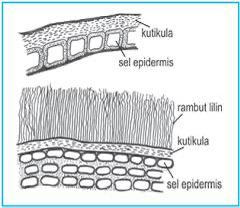 kutikula
sel epidermis
rambut lilin
kutikula
sel epidermis